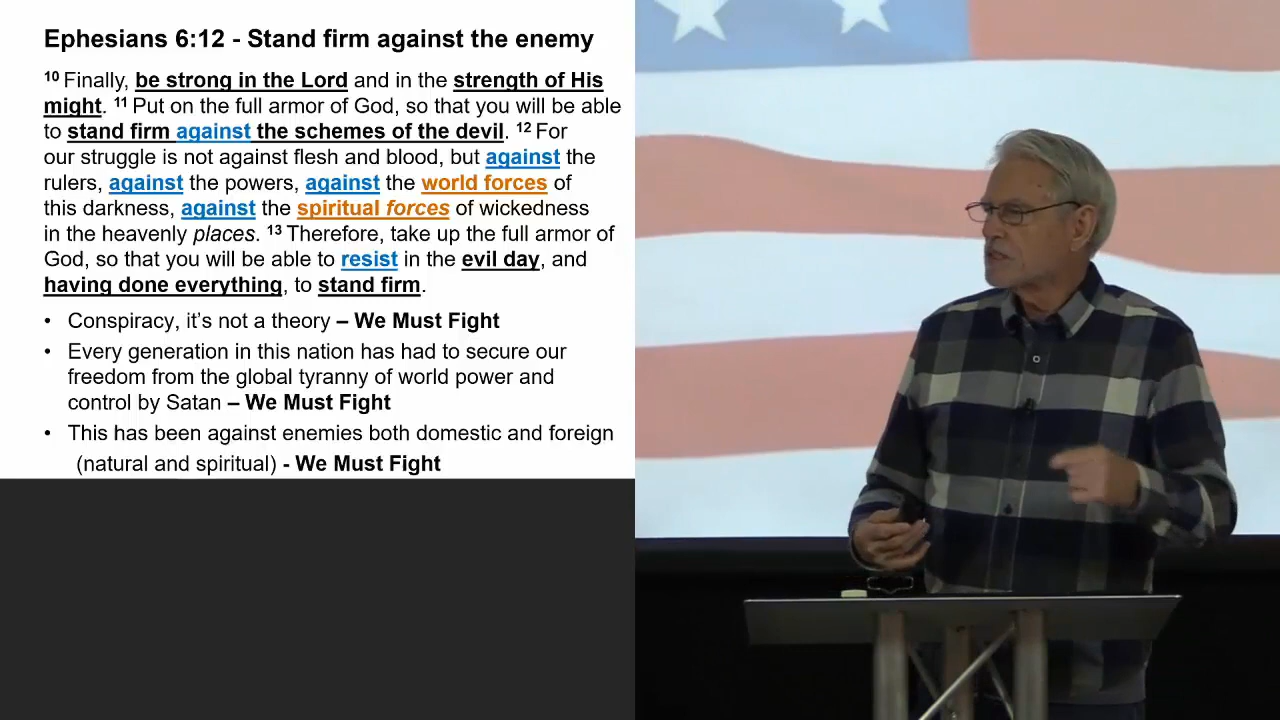 Ephesians 6:12 - Stand firm against the enemy
10 Finally, be strong in the Lord and in the strength of His
might. 11 Put on the full armor of God, so that you will be able
to stand firm against the schemes of the devil. 12 For
our struggle is not against flesh and blood, but against the
rulers, against the powers, against the world forces of
this darkness, against the spiritual forces of wickedness
in the heavenly places. 13 Therefore, take up the full armor of
God, so that you will be able to resist in the evil day, and
having done everything, to stand firm.
• Conspiracy, it’s not a theory – We Must Fight
• Every generation in this nation has had to secure our
freedom from the global tyranny of world power and
control by Satan – We Must Fight
• This has been against enemies both domestic and foreign
(natural and spiritual) - We Must Fight